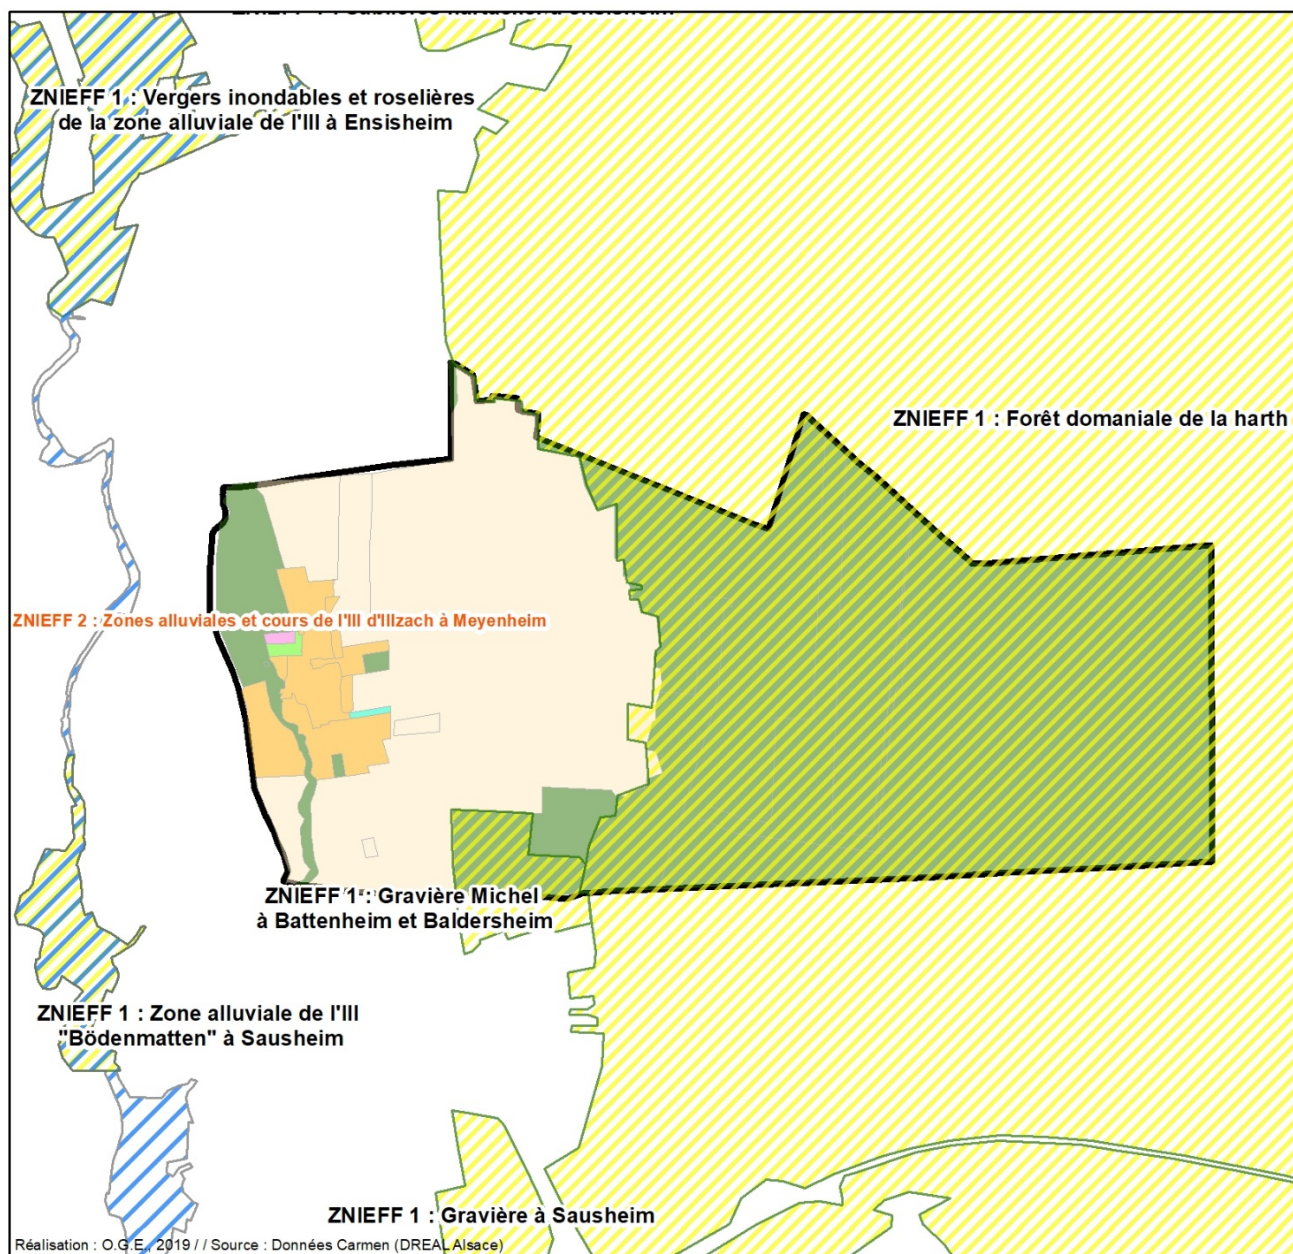 ZNIEFF 1 : Vergers inondables et roselières
de la zone alluviale de l'Ill à Ensisheim
ZNIEFF 1 : Forêt domaniale de la harth
ZNIEFF 2 : Zones alluviales et cours de l'Ill d'Illzach à Meyenheim
ZNIEFF 1 : Gravière Michel
à Battenheim et Baldersheim
ZNIEFF 1 : Zone alluviale de l'Ill
"Bödenmatten" à Sausheim
ZNIEFF 1 : Gravière à Sausheim
Réalisation : O.G.E., 2019 / / Source : Données Carmen (DREAL Alsace)